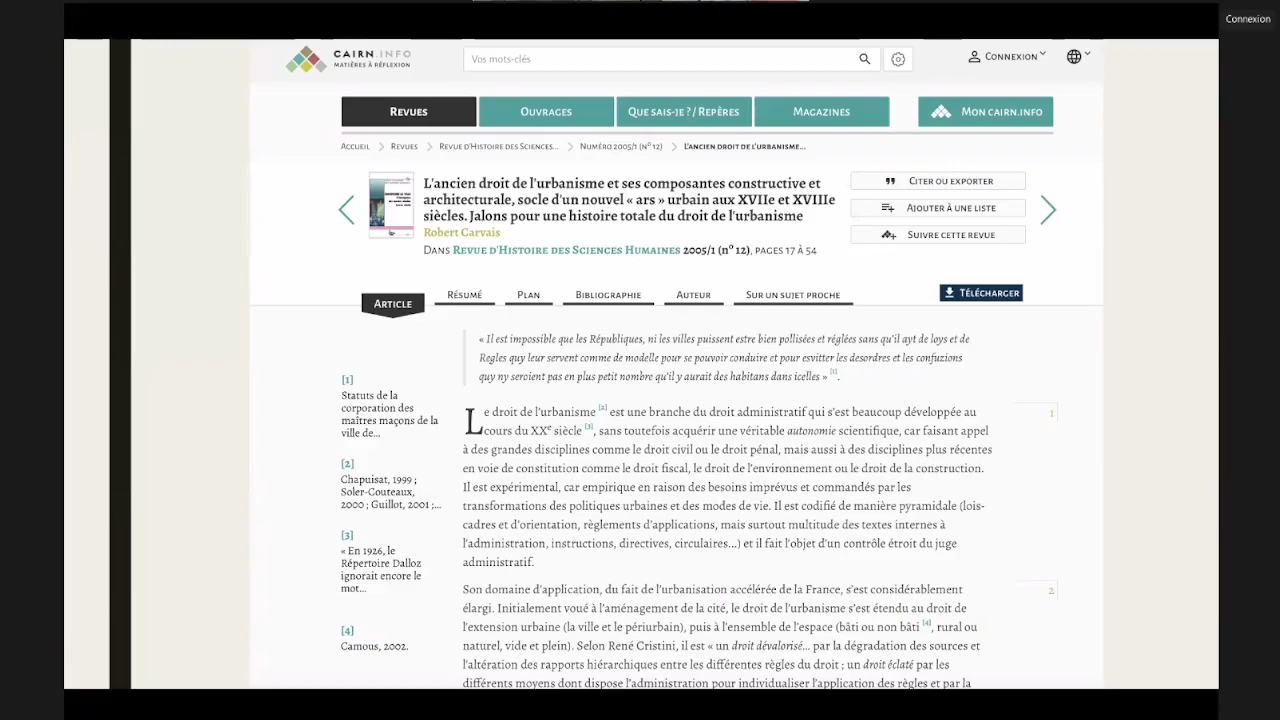 Connexion
CAIRN.INFO
MATIÈRES À RÉFLEXION
Vos mots-clés
Connexion
Revues
Ouvrages
Que sais-je ? / Repères
Magazines
Mon cairn.info
Accueil
Revues
Revue d'Histoire des Sciences...
Numéro 2005/1 (nº 12)
L'ancien droit de l'urbanisme...
L'ancien droit de l'urbanisme et ses composantes constructive et
architecturale, socle d'un nouvel « ars » urbain aux XVIIe et XVIIIe
siècles. Jalons pour une histoire totale du droit de l'urbanisme
Robert Carvais
Dans Revue d'Histoire des Sciences Humaines 2005/1 (nº 12), pages 17 à 54
Citer ou exporter
Ajouter à une liste
Suivre cette revue
Article
Résumé
Plan
Bibliographie
Auteur
Sur un sujet proche
Télécharger
« Il est impossible que les Républiques, ni les villes puissent estre bien pollisées et réglées sans qu'il ayt de loys et de
Regles quy leur servent comme de modelle pour se pouvoir conduire et pour esvitter les desordres et les confuzions
quy ny seroient pas en plus petit nombre qu'il y aurait des habitans dans icelles » [1].
[1]
Statuts de la
corporation des
maîtres maçons de la
ville de...
[2]
Chapuisat, 1999 ;
Soler-Couteaux,
2000 ; Guillot, 2001 ;...
[3]
« En 1926, le
Répertoire Dalloz
ignorait encore le
mot...
[4]
Camous, 2002.
Le droit de l'urbanisme [2] est une branche du droit administratif qui s'est beaucoup développée au
cours du XXe siècle [3], sans toutefois acquérir une véritable autonomie scientifique, car faisant appel
à des grandes disciplines comme le droit civil ou le droit pénal, mais aussi à des disciplines plus récentes
en voie de constitution comme le droit fiscal, le droit de l'environnement ou le droit de la construction.
Il est expérimental, car empirique en raison des besoins imprévus et commandés par les
transformations des politiques urbaines et des modes de vie. Il est codifié de manière pyramidale (lois-
cadres et d'orientation, règlements d'applications, mais surtout multitude des textes internes à
l'administration, instructions, directives, circulaires...) et il fait l'objet d'un contrôle étroit du juge
administratif.
1
Son domaine d'application, du fait de l'urbanisation accélérée de la France, s'est considérablement
élargi. Initialement voué à l'aménagement de la cité, le droit de l'urbanisme s'est étendu au droit de
l'extension urbaine (la ville et le périurbain), puis à l'ensemble de l'espace (bâti ou non bâti [4], rural ou
naturel, vide et plein). Selon René Cristini, il est « un droit dévalorisé... par la dégradation des sources et
l'altération des rapports hiérarchiques entre les différentes règles du droit ; un droit éclaté par les
différents moyens dont dispose l'administration pour individualiser l'application des règles et par la
2